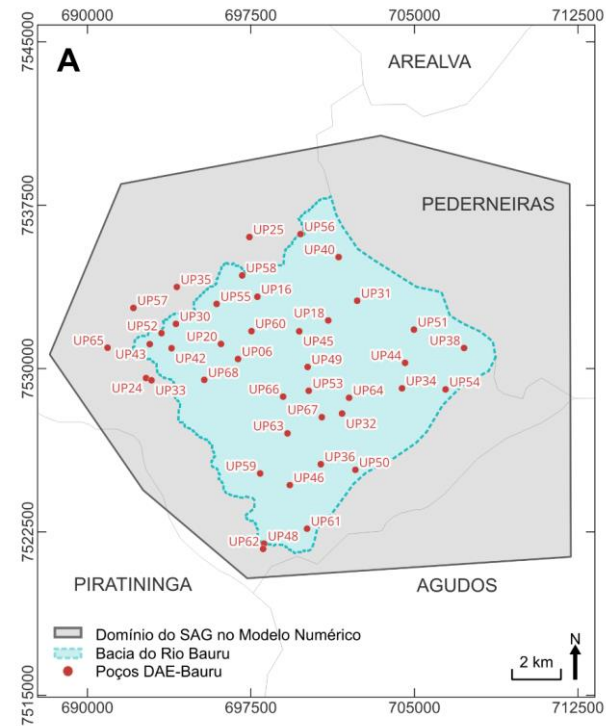 690000 697500 705000 712500
7545000
A
AREALVA
7537500
PEDERNEIRAS
UP25
UP56
UP40
UP58
UP35
UP16
UP55
UP31
UP57
UP30
UP18
UP52
UP60
UP51
UP20
UP45
UP38
UP65
UP43
UP42
UP06
UP49
UP44
7530000
UP68
UP24
UP33
UP53
UP34
UP54
UP66
UP64
UP67
UP32
UP63
UP36
UP59
UP50
UP46
UP61
7522500
UP48
UP62
PIRATININGA
AGUDOS
Domínio do SAG no Modelo Numérico
Bacia do Rio Bauru
Poços DAE-Bauru
N
2 km
7515000
690000 697500 705000 712500